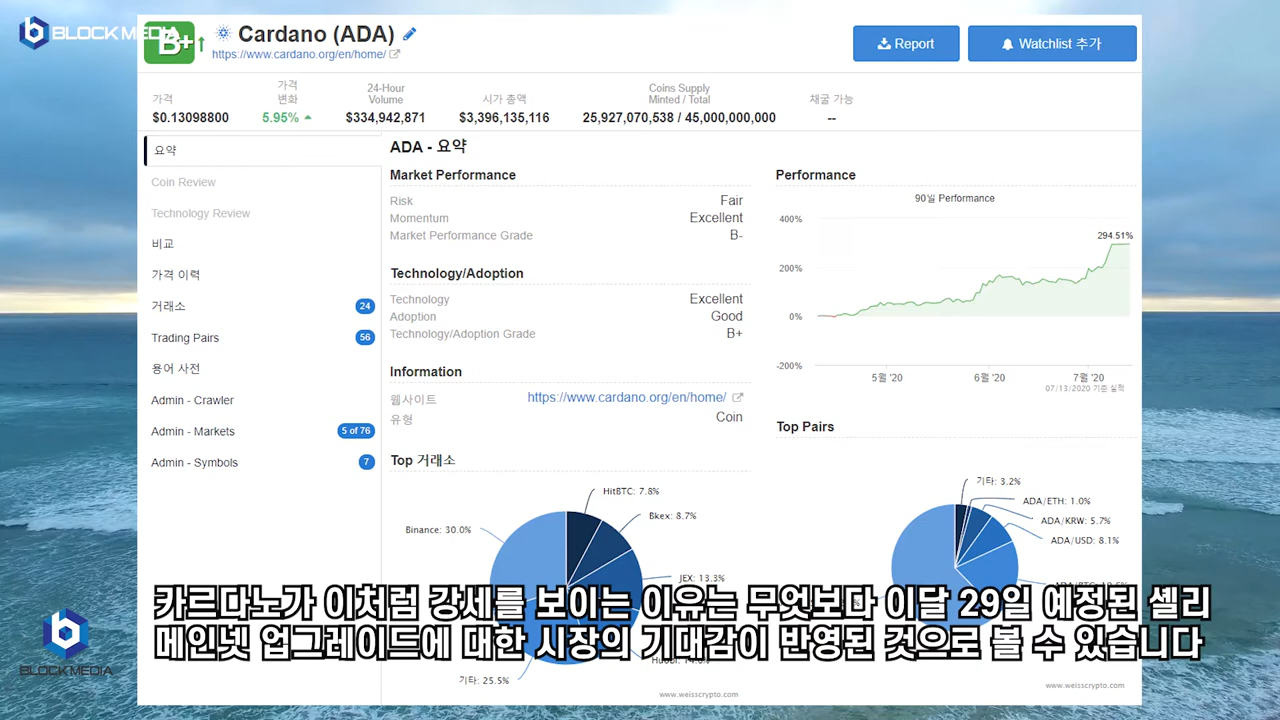 BLOCK MEDIA
B+
Cardano (ADA)
https://www.cardano.org/en/home/
Report
Watchlist 추가
가격
$0.13098800
가격
변화
5.95%
24-Hour
Volume
$334,942,871
시가 총액
$3,396,135,116
Coins Supply
Minted / Total
25,927,070,538 / 45,000,000,000
채굴 가능
--
요약
Coin Review
Technology Review
비교
가격 이력
거래소 24
Trading Pairs 56
용어 사전
Admin - Crawler
Admin - Markets 5 of 76
Admin - Symbols 7
ADA - 요약
Market Performance
Risk Fair
Momentum Excellent
Market Performance Grade B-
Technology/Adoption
Technology Excellent
Adoption Good
Technology/Adoption Grade B+
Information
웹사이트 https://www.cardano.org/en/home/
유형 Coin
Top 거래소
HitBTC: 7.8%
Bkex: 8.7%
Binance: 30.0%
JEX: 13.3%
기타: 25.5%
www.weisscrypto.com
Performance
90일 Performance
400%
294.51%
200%
0%
-200%
5월 '20 6월 '20 7월 '20
07/13/2020 기준 실적
Top Pairs
기타: 3.2%
ADA/ETH: 1.0%
ADA/KRW: 5.7%
ADA/USD: 8.1%
www.weisscrypto.com
카르다노가 이처럼 강세를 보이는 이유는 무엇보다 이달 29일 예정된 셸리
메인넷 업그레이드에 대한 시장의 기대감이 반영된 것으로 볼 수 있습니다
BLOCK MEDIA